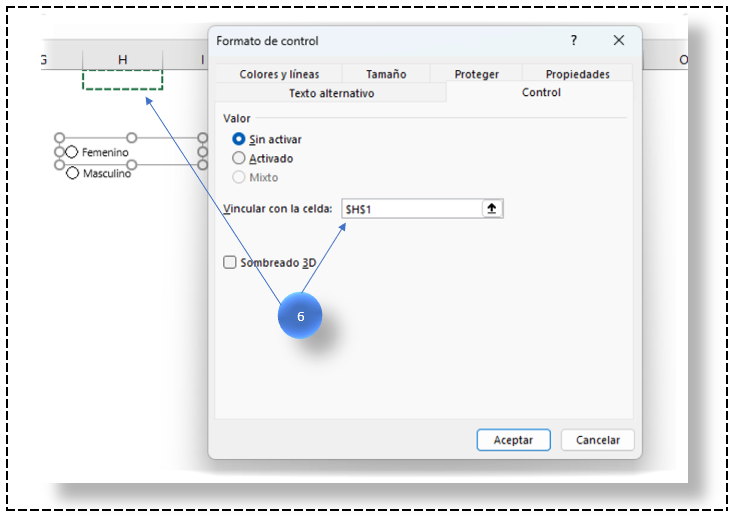 Formato de control
?
G
H
I
O
Colores y líneas
Tamaño
Proteger
Propiedades
Texto alternativo
Control
Valor
Sin activar
Activado
Mixto
Femenino
Masculino
Vincular con la celda:
$H$1
Sombreado 3D
6
Aceptar
Cancelar